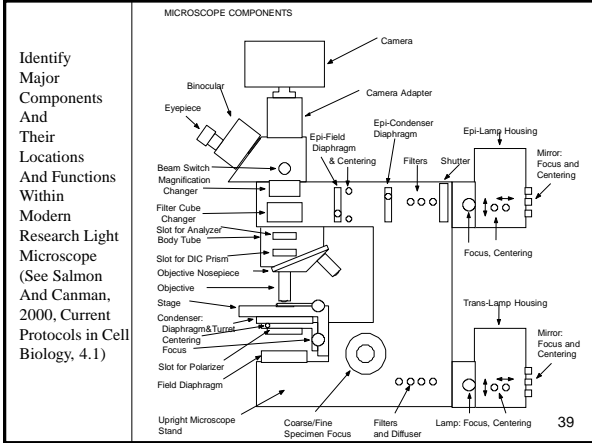 Identify
Major
Components
And
Their
Locations
And Functions
Within
Modern
Research Light
Microscope
(See Salmon
And Canman,
2000, Current
Protocols in Cell
Biology, 4.1)
MICROSCOPE COMPONENTS
Camera
Binocular
Eyepiece
Camera Adapter
Epi-Field
Diaphragm
& Centering
Epi-Condenser
Diaphragm
Filters
Shutter
Epi-Lamp Housing
Mirror:
Focus and
Centering
Beam Switch
Magnification
Changer
Filter Cube
Changer
Slot for Analyzer
Body Tube
Slot for DIC Prism
Objective Nosepiece
Objective
Stage
Condenser:
Diaphragm&Turret
Centering
Focus
Slot for Polarizer
Field Diaphragm
Focus, Centering
Trans-Lamp Housing
Mirror:
Focus and
Centering
Upright Microscope
Stand
Coarse/Fine
Specimen Focus
Filters
and Diffuser
Lamp: Focus, Centering
39